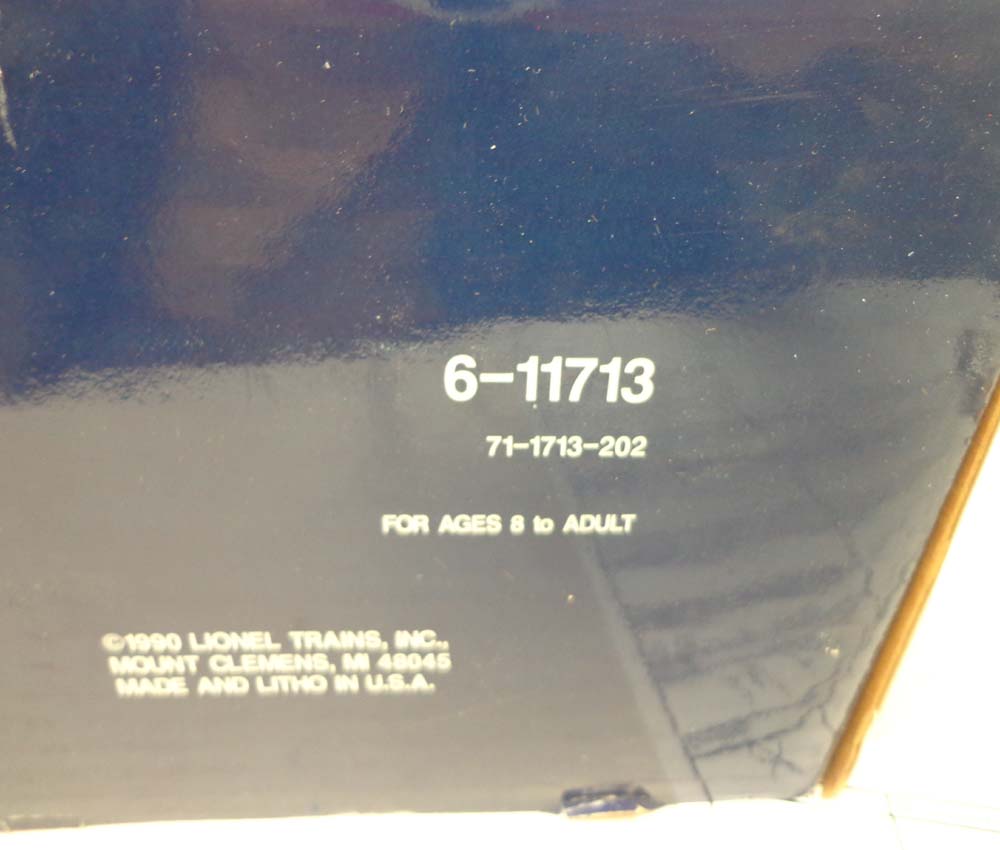 6-11713
71-1713-202
FOR AGES 8 to ADULT
©1990 LIONEL TRAINS, INC.,
MOUNT CLEMENS, MI 48045
MADE AND LITHO IN U.S.A.